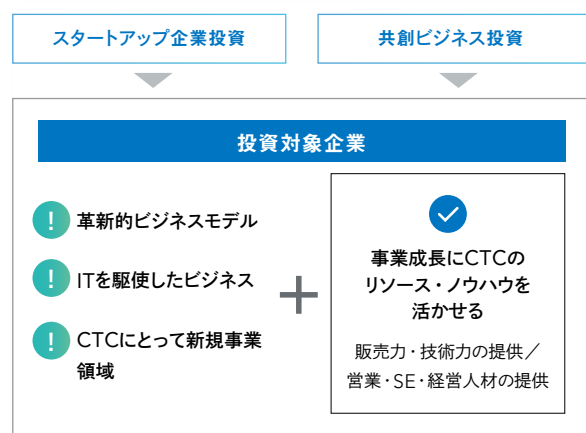 スタートアップ企業投資
共創ビジネス投資
投資対象企業
! 革新的ビジネスモデル
! ITを駆使したビジネス
! CTCにとって新規事業
領域
+
事業成長にCTCの
リソース・ノウハウを
活かせる
販売力・技術力の提供／
営業・SE・経営人材の提供